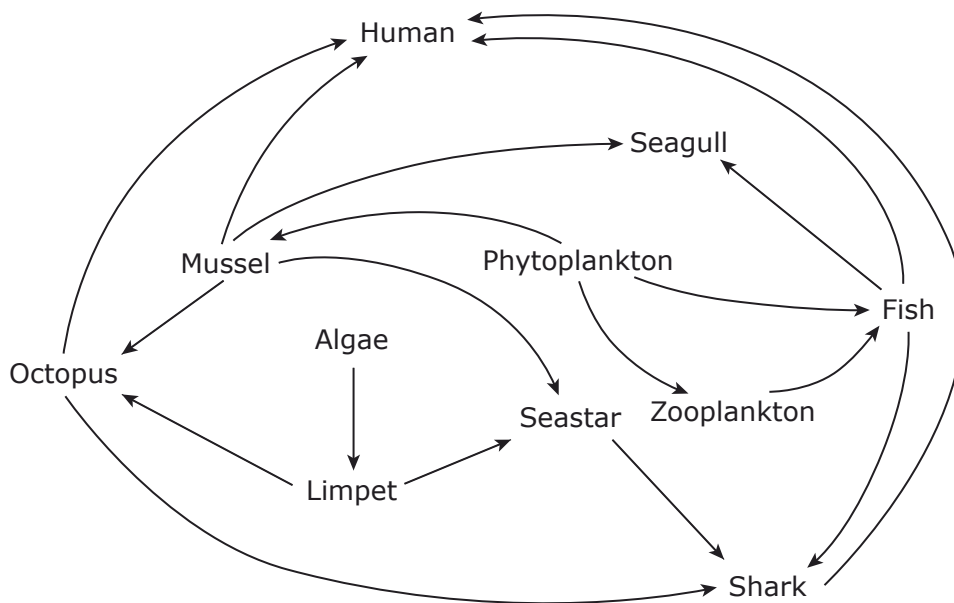 Human
Seagull
Mussel
Phytoplankton
Fish
Algae
Octopus
Zooplankton
Seastar
Limpet
Shark